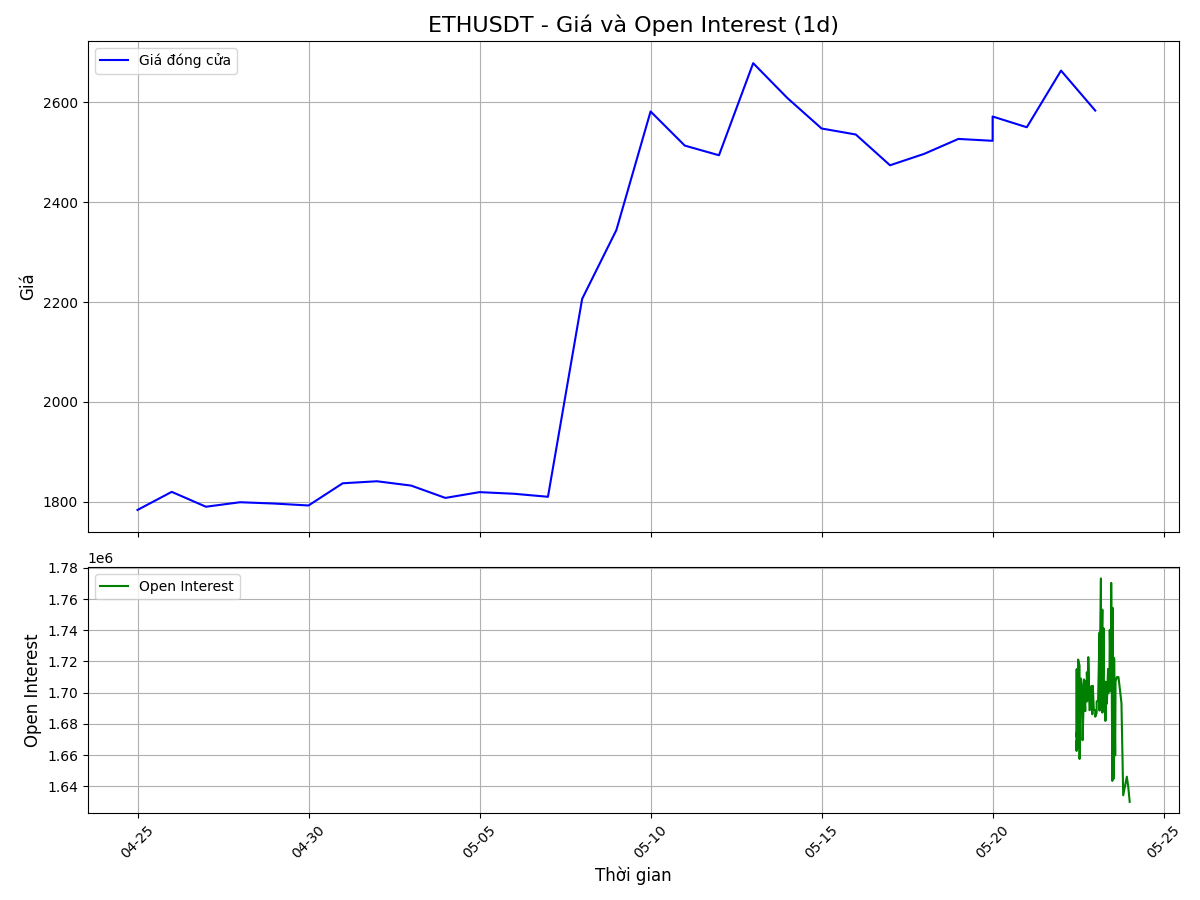 ETHUSDT - Giá và Open Interest (1d)
Giá đóng cửa
2600
2400
2200
2000
1800
Giá
1e6
Open Interest
1.78
1.76
1.74
1.72
1.70
1.68
1.66
1.64
Open Interest
04-25
04-30
05-05
05-10
05-15
05-20
05-25
Thời gian